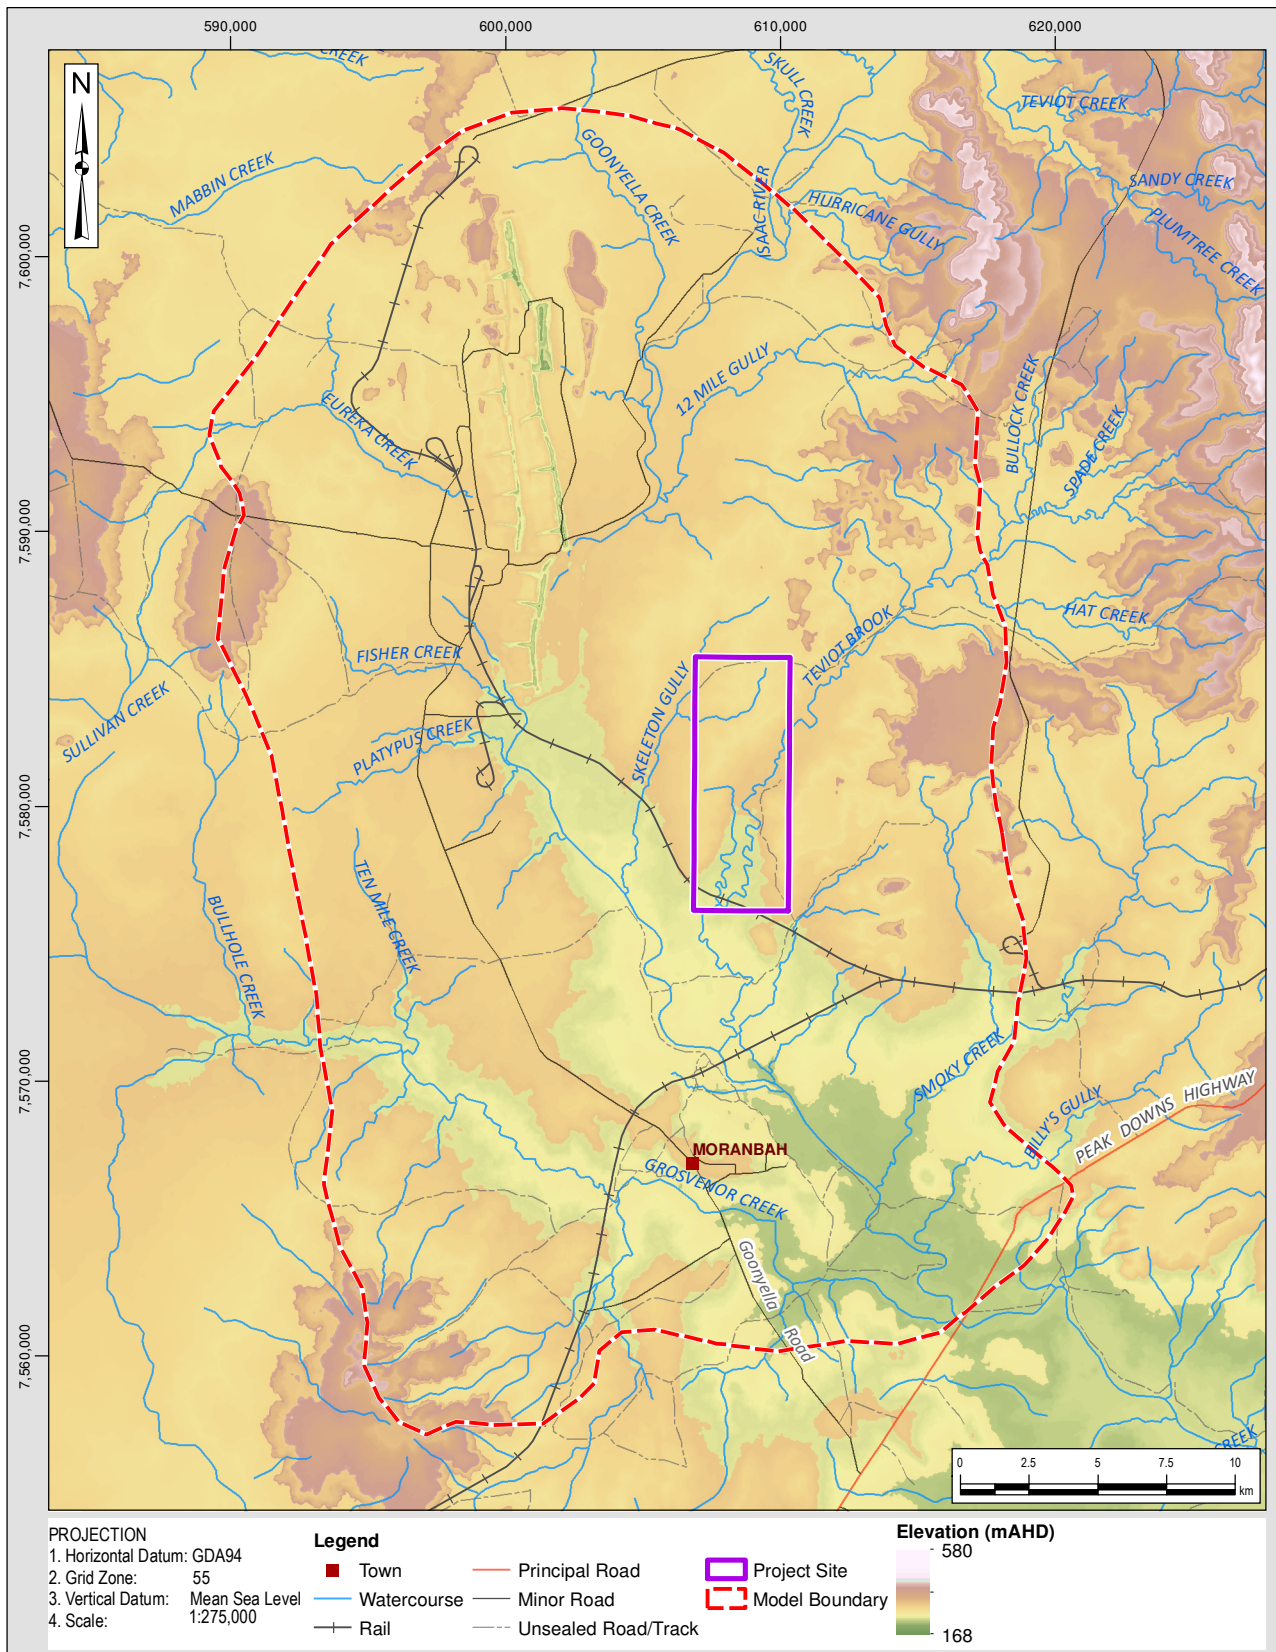 590,000
600,000
610,000
620,000
CREEK
SKULL CREEK
TEVIOT CREEK
N
GOONYELLA CREEK
MABBIN CREEK
SANDY CREEK
ISAAC RIVER
HURRICANE GULLY
PLUMTREE CREEK
7,600,000
12 MILE GULLY
BULLOCK CREEK
EUREKA CREEK
SPADE CREEK
7,590,000
HAT CREEK
TEVIOT BROOK
FISHER CREEK
SKELETON GULLY
SULLIVAN CREEK
PLATYPUS CREEK
7,580,000
TEN MILE CREEK
BULLHOLE CREEK
SMOKY CREEK
7,570,000
BILLY'S GULLY
PEAK DOWNS HIGHWAY
MORANBAH
GROSVENOR CREEK
Goonyella Road
7,560,000
CREEK
0 2.5 5 7.5 10
km
PROJECTION
1. Horizontal Datum: GDA94
2. Grid Zone: 55
3. Vertical Datum: Mean Sea Level
4. Scale: 1:275,000
Legend
Town
Watercourse
Rail
Principal Road
Minor Road
Unsealed Road/Track
Project Site
Model Boundary
Elevation (mAHD)
580
168